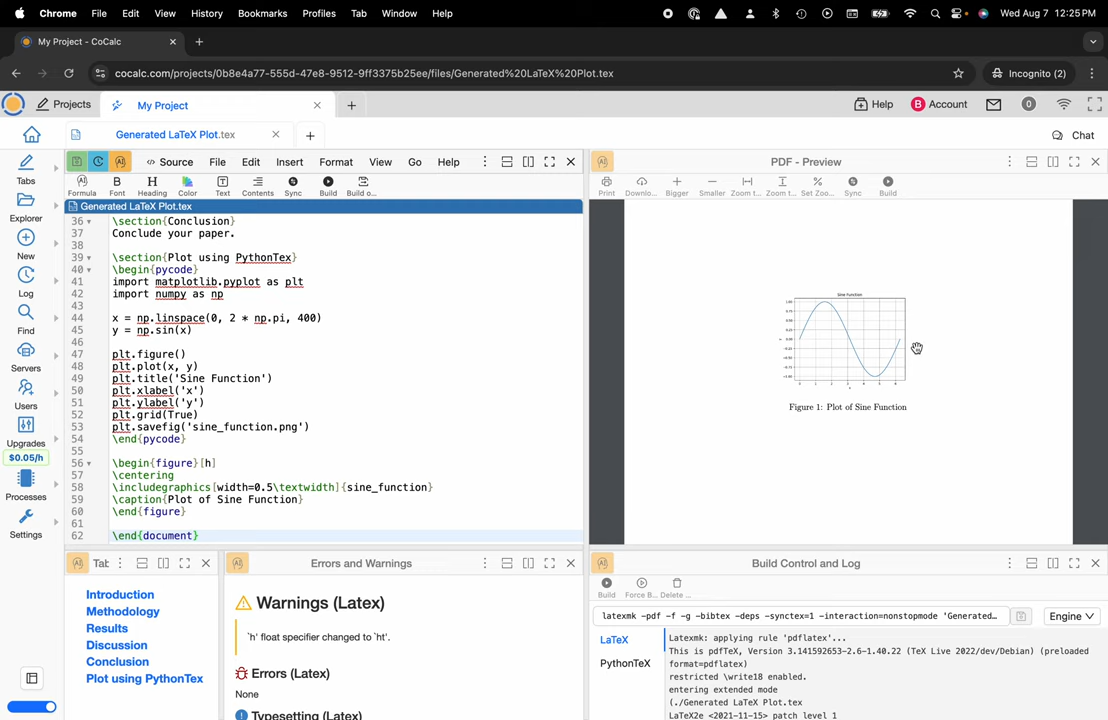 Chrome File Edit View History Bookmarks Profiles Tab Window Help
Wed Aug 7 12:25 PM
My Project - CoCalc
cocalc.com/projects/0b8e4a77-555d-47e8-9512-9ff3375b25ee/files/Generated%20LaTeX%20Plot.tex
Incognito (2)
Projects
My Project
Help
Account
0
Generated LaTeX Plot.tex
Chat
Tabs
Explorer
New
Log
Find
Servers
Users
Upgrades
$0.05/h
Processes
Settings
Source File Edit Insert Format View Go Help
Formula Font Heading Color Text Contents Sync Build Build o...
Generated LaTeX Plot.tex
36 \section{Conclusion}
37 Conclude your paper.
38
39 \section{Plot using PythonTex}
40 \begin{pycode}
41 import matplotlib.pyplot as plt
42 import numpy as np
43
44 x = np.linspace(0, 2 * np.pi, 400)
45 y = np.sin(x)
46
47 plt.figure()
48 plt.plot(x, y)
49 plt.title('Sine Function')
50 plt.xlabel('x')
51 plt.ylabel('y')
52 plt.grid(True)
53 plt.savefig('sine_function.png')
54 \end{pycode}
55
56 \begin{figure}[h]
57 \centering
58 \includegraphics[width=0.5\textwidth]{sine_function}
59 \caption{Plot of Sine Function}
60 \end{figure}
61
62 \end{document}
PDF - Preview
Print Downlo... Bigger Smaller Zoom t... Zoom t... Set Zoo... Sync Build
Sine Function
Figure 1: Plot of Sine Function
Tat
Introduction
Methodology
Results
Discussion
Conclusion
Plot using PythonTex
Errors and Warnings
Warnings (Latex)
`h' float specifier changed to `ht'.
Errors (Latex)
None
Typesetting (Latex)
Build Control and Log
Build Force B... Delete ...
latexmk -pdf -f -g -bibtex -deps -synctex=1 -interaction=nonstopmode 'Generated…
Engine
LaTeX
PythonTeX
Latexmk: applying rule 'pdflatex'...
This is pdfTeX, Version 3.141592653-2.6-1.40.22 (TeX Live 2022/dev/Debian) (preloaded
format=pdflatex)
restricted \write18 enabled.
entering extended mode
(./Generated LaTeX Plot.tex
LaTeX2e <2021-11-15> patch level 1